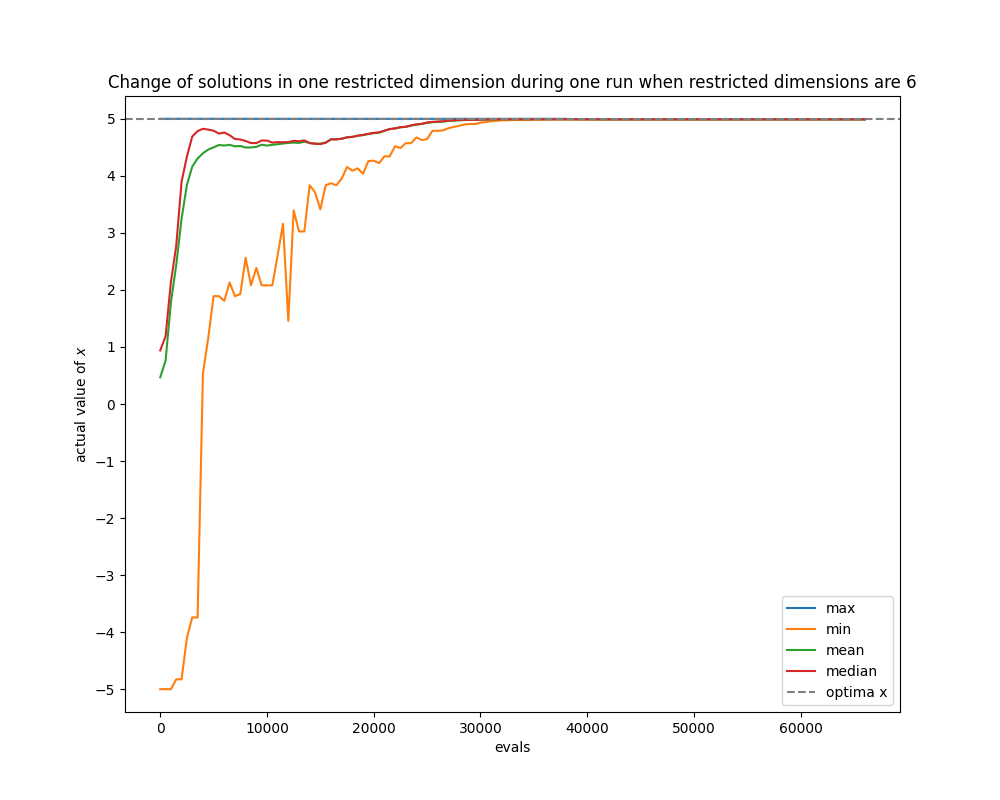 Change of solutions in one restricted dimension during one run when restricted dimensions are 6
actual value of x
5
4
3
2
1
0
−1
−2
−3
−4
−5
0 10000 20000 30000 40000 50000 60000
evals
max
min
mean
median
optima x